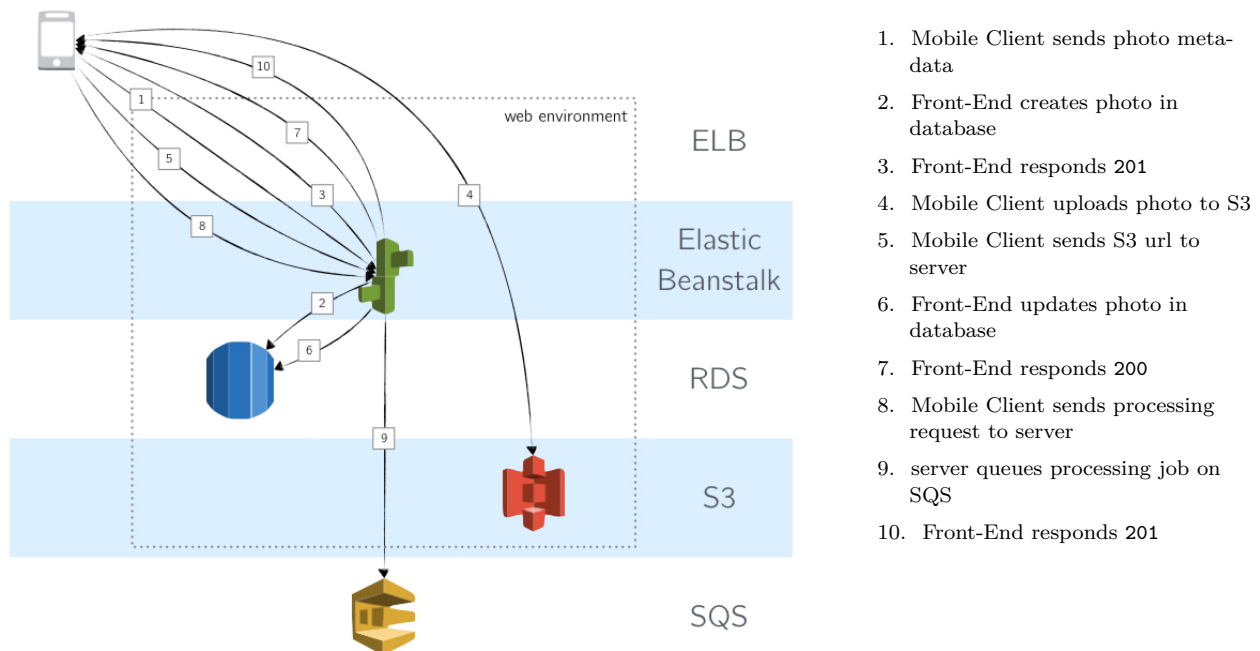 10
1
web environment
7
ELB
5
3
4
8
Elastic
Beanstalk
2
6
RDS
9
S3
SQS
1. Mobile Client sends photo meta-
data
2. Front-End creates photo in
database
3. Front-End responds 201
4. Mobile Client uploads photo to S3
5. Mobile Client sends S3 url to
server
6. Front-End updates photo in
database
7. Front-End responds 200
8. Mobile Client sends processing
request to server
9. server queues processing job on
SQS
10. Front-End responds 201